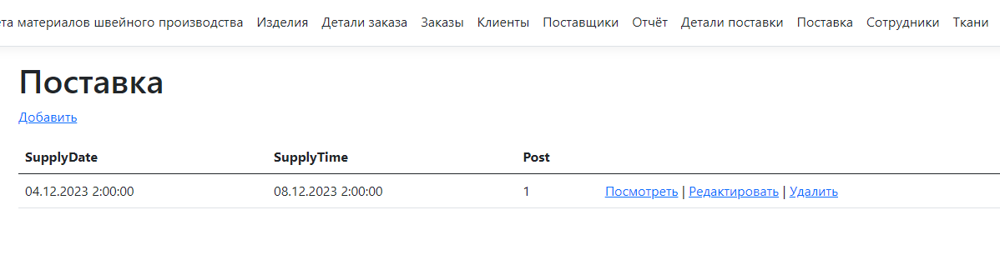 материалов швейного производства Изделия Детали заказа Заказы Клиенты Поставщики Отчёт Детали поставки Поставка Сотрудники Ткани
Поставка
Добавить
SupplyDate SupplyTime Post
04.12.2023 2:00:00 08.12.2023 2:00:00 1 Посмотреть | Редактировать | Удалить